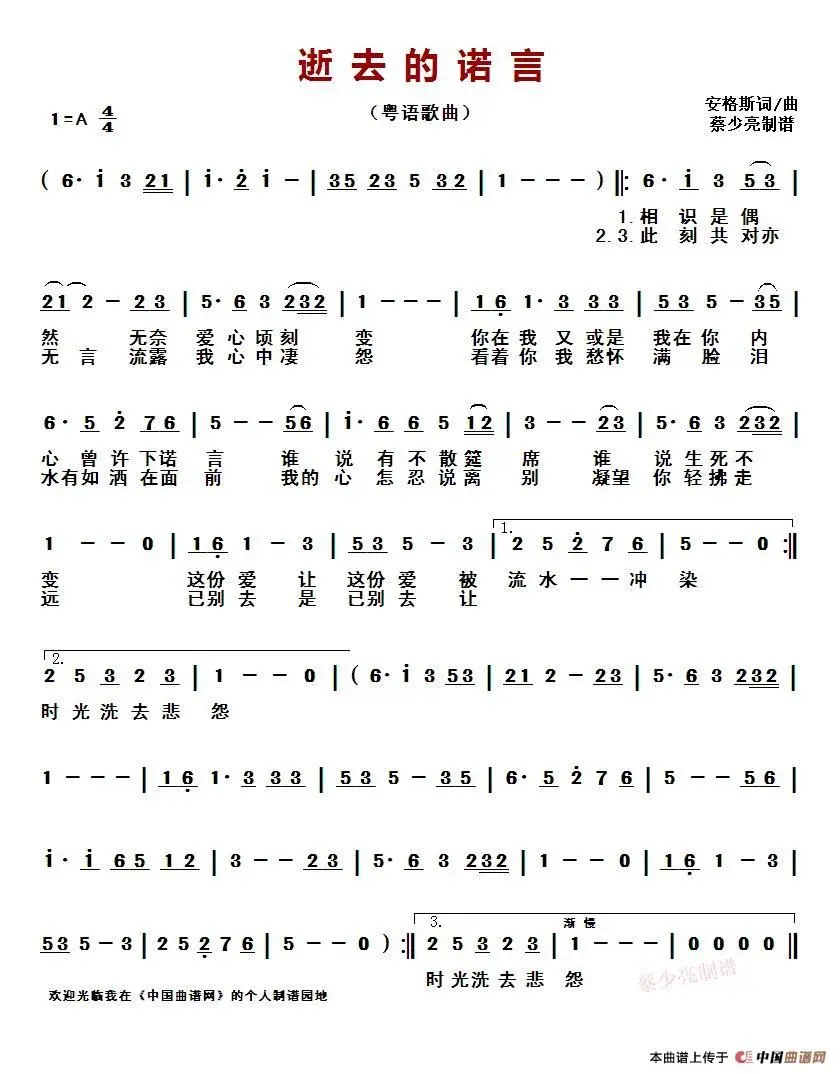 逝去的诺言
1=A 4/4
（粤语歌曲）
安格斯词/曲
蔡少亮制谱
( 6· i 3 21 | i· 2 i － | 35 23 5 32 | 1 － － － ) ‖: 6· i 3 53 |
1.相 识 是 偶
2.3.此 刻 共 对亦
21 2 － 23 | 5· 6 3 232 | 1 － － － | 16 1· 3 33 | 53 5 － 35 |
然 无奈 爱 心 顷刻 变 你在 我 又 或是 我在 你 内
无 言 流露 我 心 中凄 怨 看着 你 我 愁怀 满 脸 泪
6· 5 2 76 | 5 － － 56 | i· 6 6 5 12 | 3 － － 23 | 5· 6 3 232 |
心 曾 许 下诺 言 谁 说 有 不 散筵 席 谁 说 生 死 不
水有 如 洒 在面 前 我的 心 怎 忍 说离 别 凝望 你 轻 拂 走
1 － － 0 | 16 1 － 3 | 53 5 － 3 | 1. 2 5 2 7 6 | 5 － － 0 :‖
变 这份 爱 让 这份 爱 被 流 水 一 一 冲 染
远 已别 去 是 已别 去 让
2. 2 5 3 2 3 | 1 － － 0 | ( 6· i 3 53 | 21 2 － 23 | 5· 6 3 232 |
时 光 洗 去 悲 怨
1 － － － | 16 1· 3 33 | 53 5 － 35 | 6· 5 2 7 6 | 5 － － 56 |
i· i 65 12 | 3 － － 23 | 5· 6 3 232 | 1 － － 0 | 16 1 － 3 |
53 5 － 3 | 2 5 2 7 6 | 5 － － 0 ) :‖ 3. 2 5 3 2 3 | 渐 慢 1 － － － | 0 0 0 0 ‖
时 光 洗 去 悲 怨
蔡少亮制谱
欢迎光临我在《中国曲谱网》的个人制谱园地
本曲谱上传于 中国曲谱网